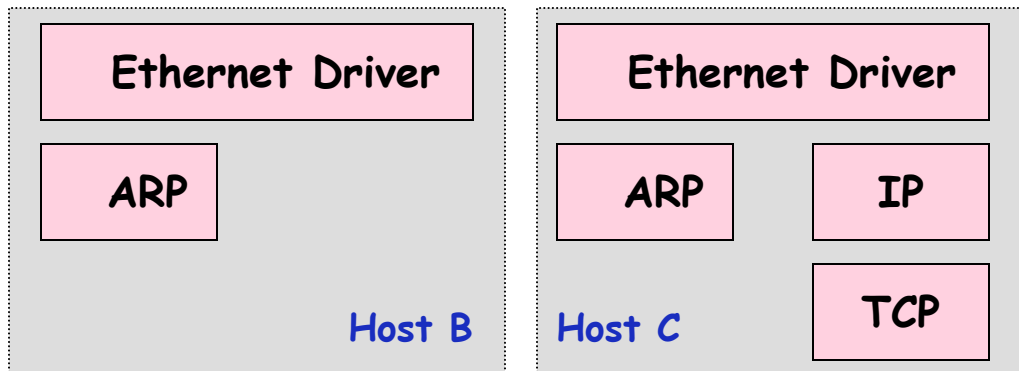 Ethernet Driver
ARP
Host B
Ethernet Driver
ARP
IP
TCP
Host C